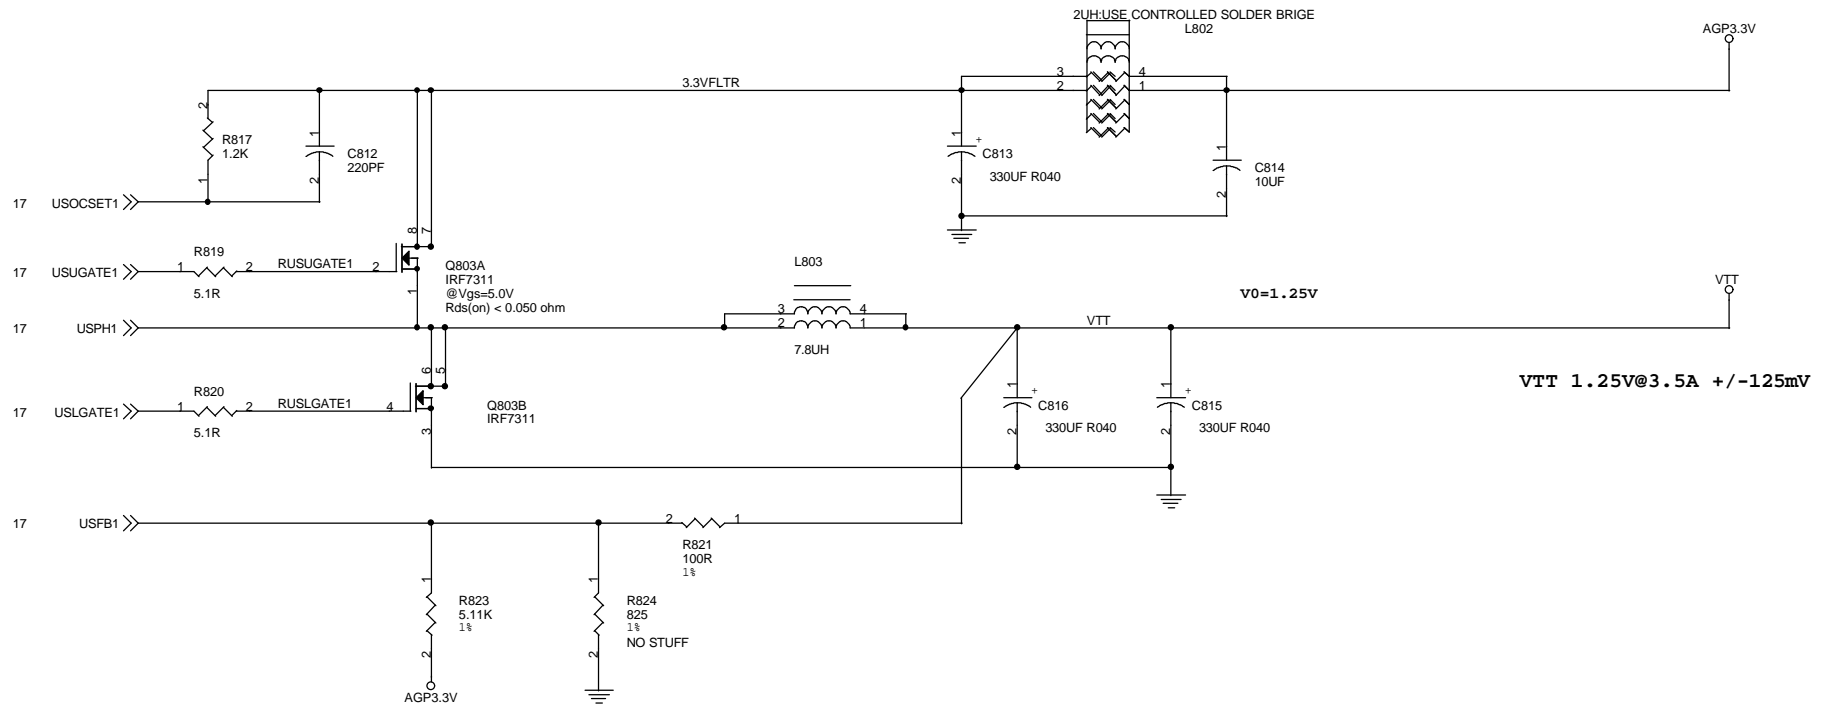 2UH:USE CONTROLLED SOLDER BRIGE
L802
AGP3.3V
3 4
2 1
3.3VFLTR
2
R817
1.2K
1
1
C812
220PF
2
1
+
C813
330UF R040
2
1
C814
10UF
2
17 USOCSET1
8 7
R819
17 USUGATE1 1 2 RUSUGATE1 2
5.1R
Q803A
IRF7311
@Vgs=5.0V
Rds(on) < 0.050 ohm
1
L803
3 4
2 1
7.8UH
V0=1.25V
VTT
17 USPH1
VTT
VTT 1.25V@3.5A +/-125mV
6 5
R820
17 USLGATE1 1 2 RUSLGATE1 4
5.1R
Q803B
IRF7311
3
1
+
C816
330UF R040
2
1
+
C815
330UF R040
2
17 USFB1
2 1
R821
100R
1%
1
R823
5.11K
1%
2
AGP3.3V
1
R824
825
1%
NO STUFF
2